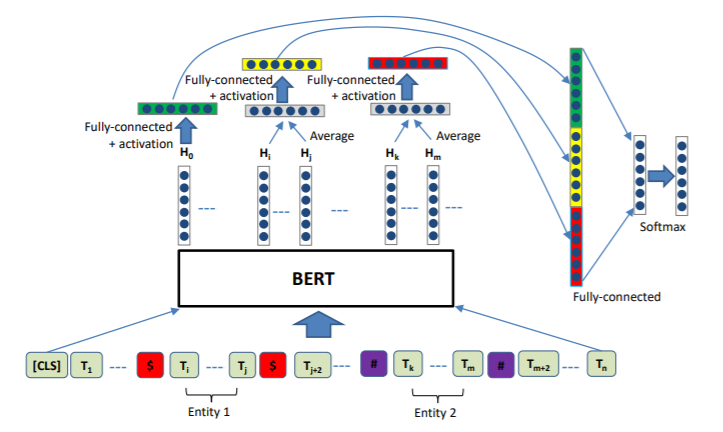 Fully-connected
+ activation
Fully-connected
+ activation
Fully-connected
+ activation
Average
Average
H0
Hi
Hj
Hk
Hm
----
----
----
----
----
Softmax
BERT
Fully-connected
[CLS] T1 ---- $ Ti ---- Tj $ Tj+2 ---- # Tk ---- Tm # Tm+2 ---- Tn
Entity 1
Entity 2